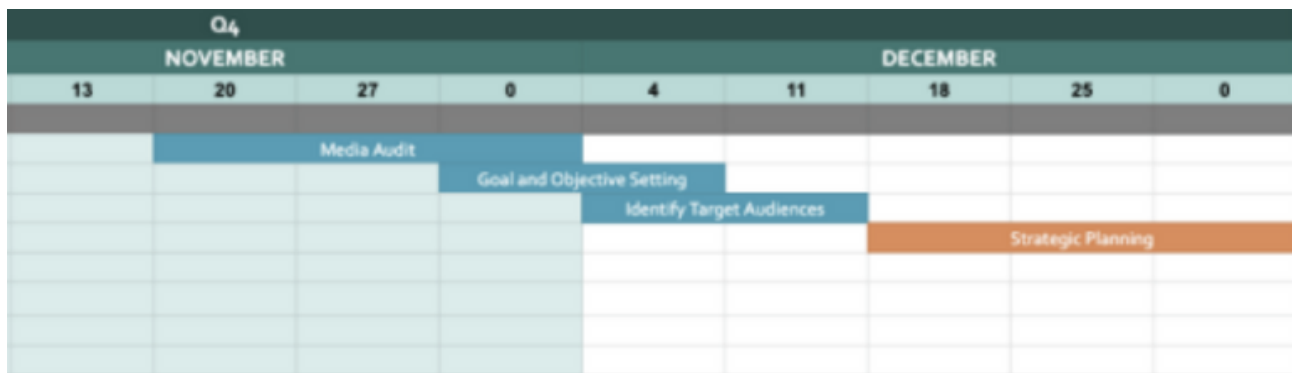 Q4
NOVEMBER DECEMBER
13 20 27 0 4 11 18 25 0
Media Audit
Goal and Objective Setting
Identify Target Audiences
Strategic Planning